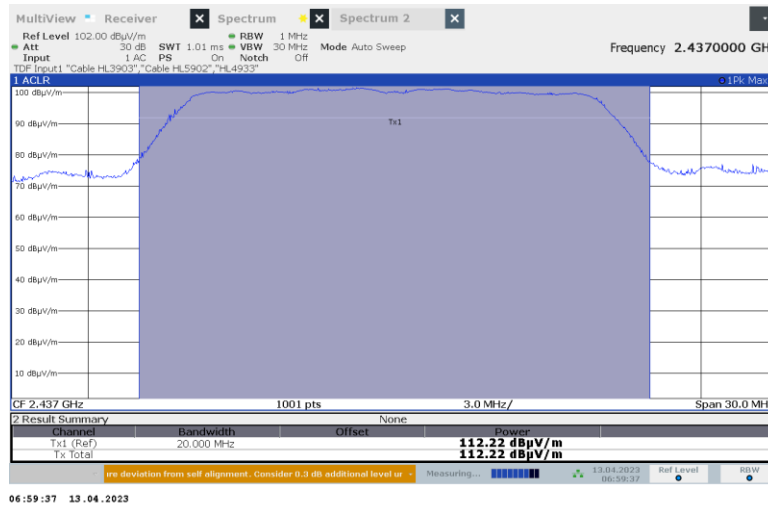 MultiView Receiver X Spectrum X Spectrum 2 X
Ref Level 102.00 dBµV/m RBW 1 MHz
Att 30 dB SWT 1.01 ms VBW 30 MHz Mode Auto Sweep Frequency 2.4370000 GH
Input 1 AC PS On Notch Off
TDF Input1 "Cable HL3903","Cable HL5902","HL4933"
1 ACLR 1Pk Max
100 dBµV/m
Tx1
90 dBµV/m
80 dBµV/m
70 dBµV/m
60 dBµV/m
50 dBµV/m
40 dBµV/m
30 dBµV/m
20 dBµV/m
10 dBµV/m
CF 2.437 GHz 1001 pts 3.0 MHz/ Span 30.0 MH
2 Result Summary None
Channel Bandwidth Offset Power
Tx1 (Ref) 20.000 MHz 112.22 dBµV/m
Tx Total 112.22 dBµV/m
ure deviation from self alignment. Consider 0.3 dB additional level ur Measuring... 13.04.2023 Ref Level RBW
06:59:37
06:59:37 13.04.2023